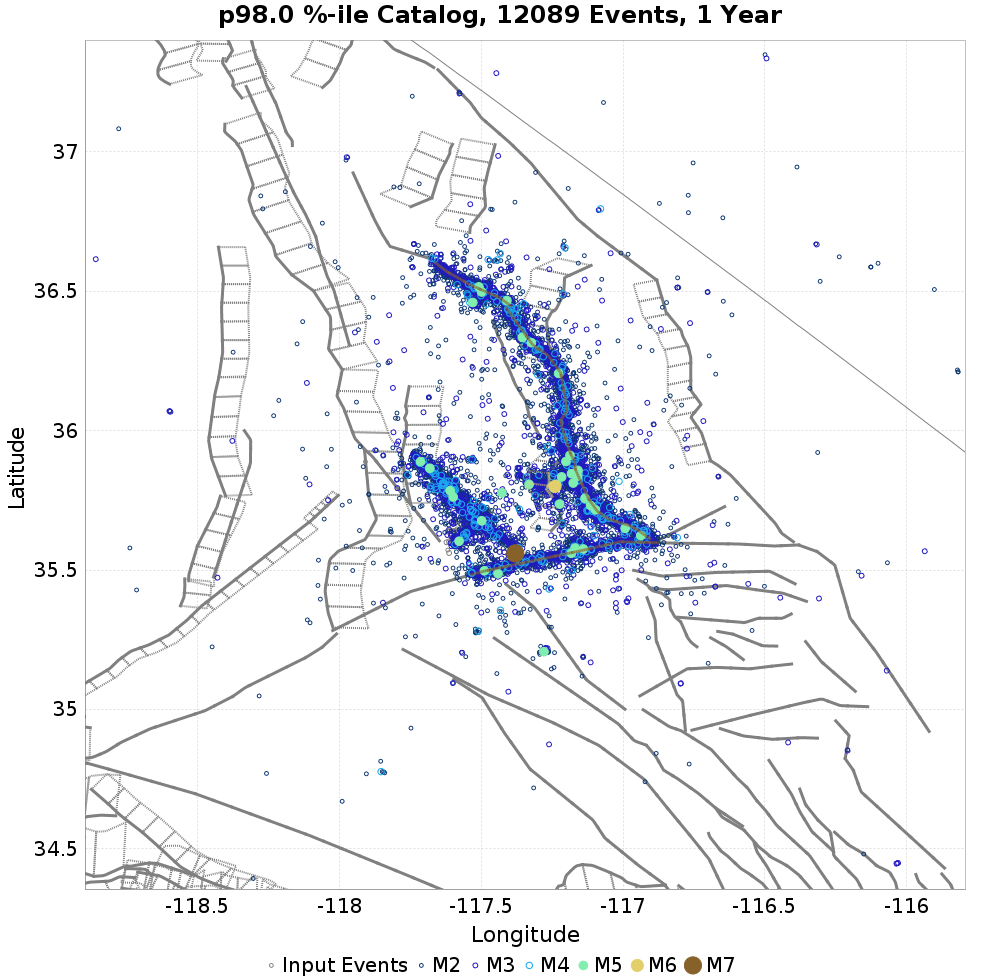 p98.0 %-ile Catalog, 12089 Events, 1 Year
37
36.5
36
35.5
35
34.5
Latitude
-118.5 -118 -117.5 -117 -116.5 -116
Longitude
Input Events M2 M3 M4 M5 M6 M7